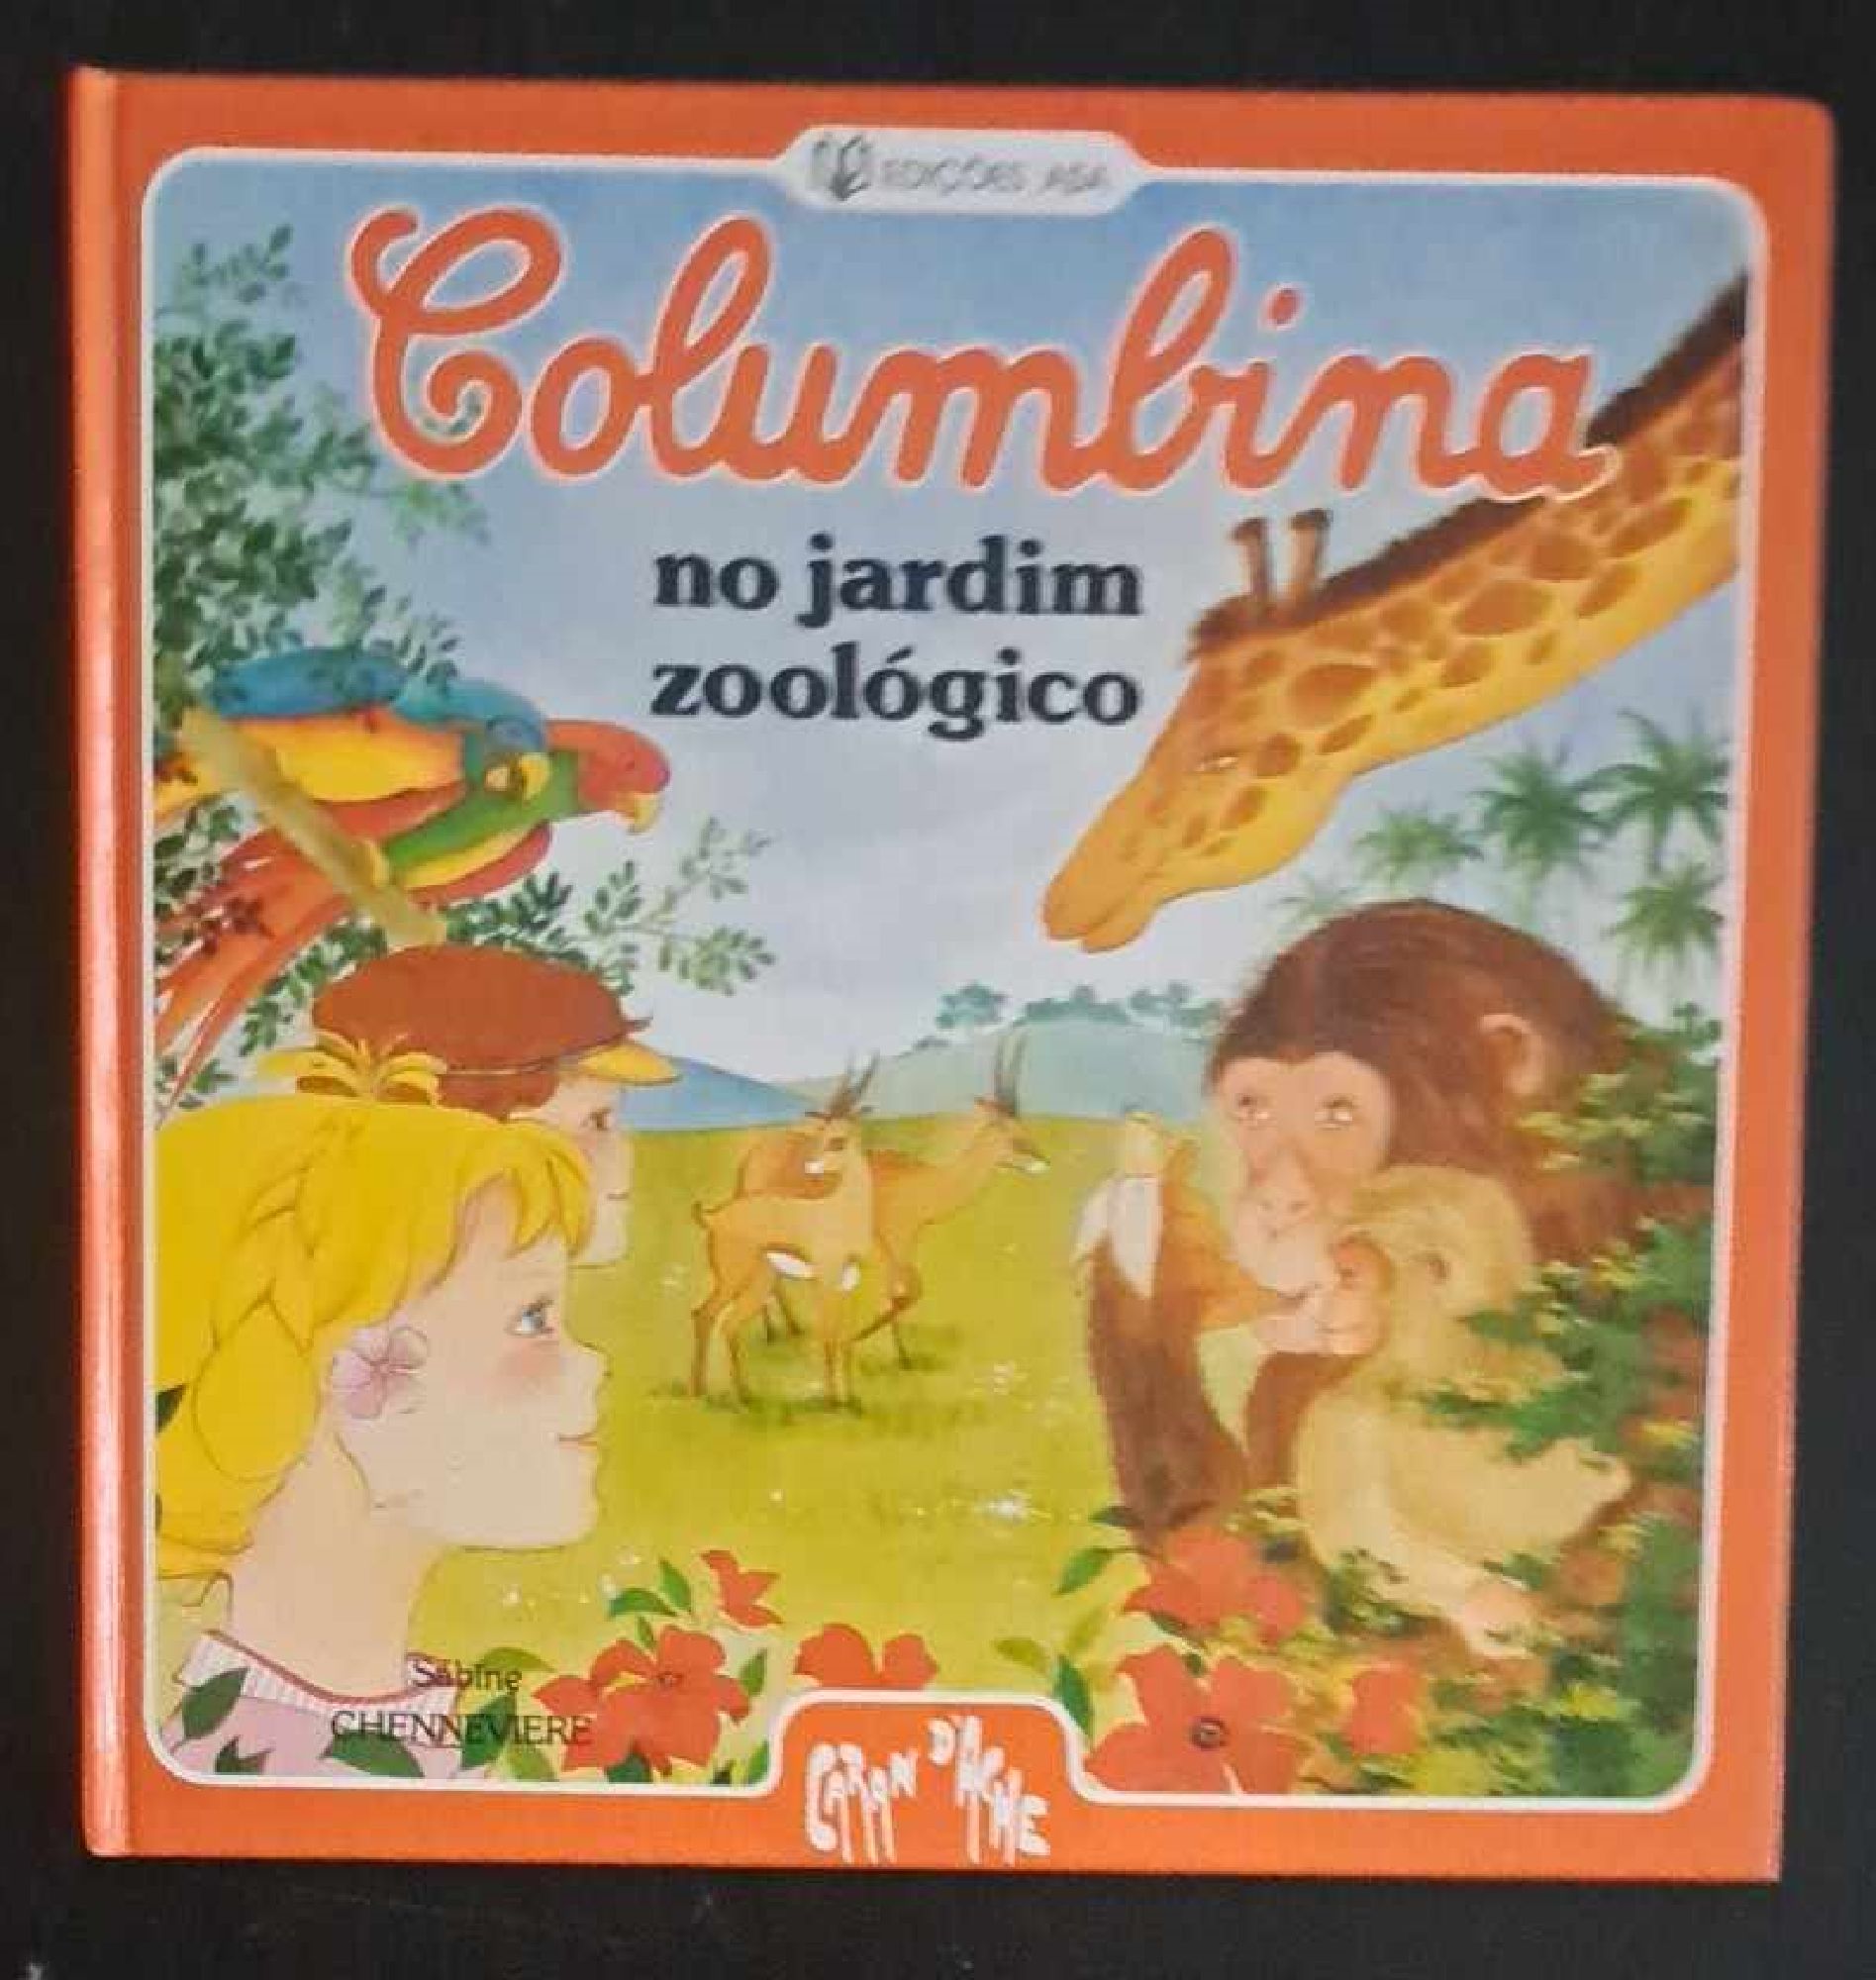 EDIÇÕES ASA
Columbina
no jardim
zoológico
Sabine
CHENNEVIERE
CARAN D'ACHE